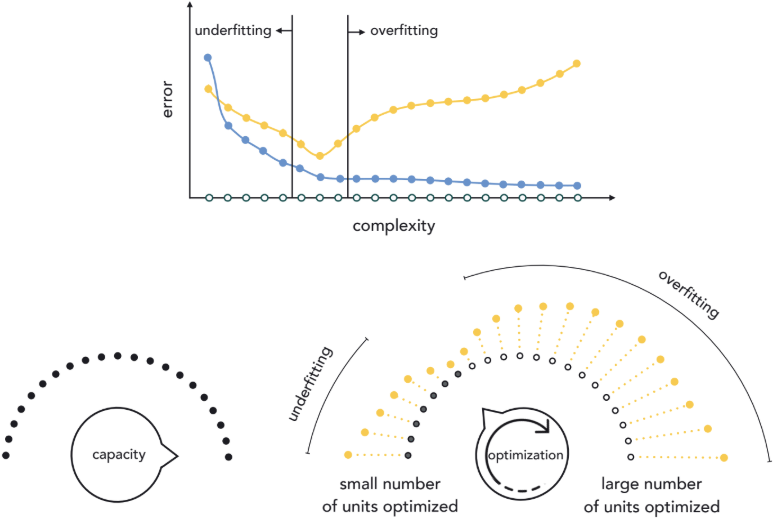 underfitting
overfitting
error
complexity
overfitting
underfitting
capacity
optimization
small number
of units optimized
large number
of units optimized